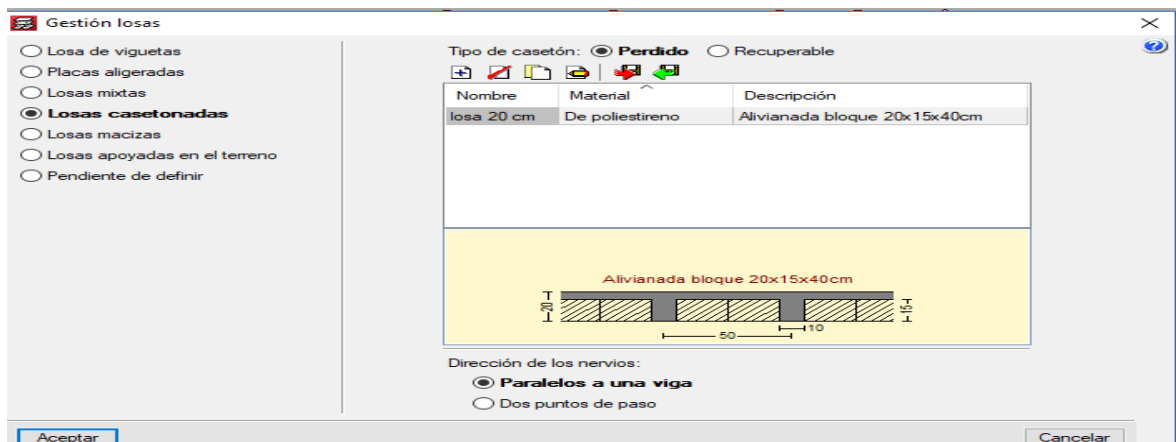 Gestión losas
Losa de viguetas
Placas aligeradas
Losas mixtas
Losas casetonadas
Losas macizas
Losas apoyadas en el terreno
Pendiente de definir
Tipo de casetón: Perdido Recuperable
Nombre Material Descripción
losa 20 cm De poliestireno Alivianada bloque 20x15x40cm
Alivianada bloque 20x15x40cm
20
15
10
50
Dirección de los nervios:
Paralelos a una viga
Dos puntos de paso
Aceptar Cancelar